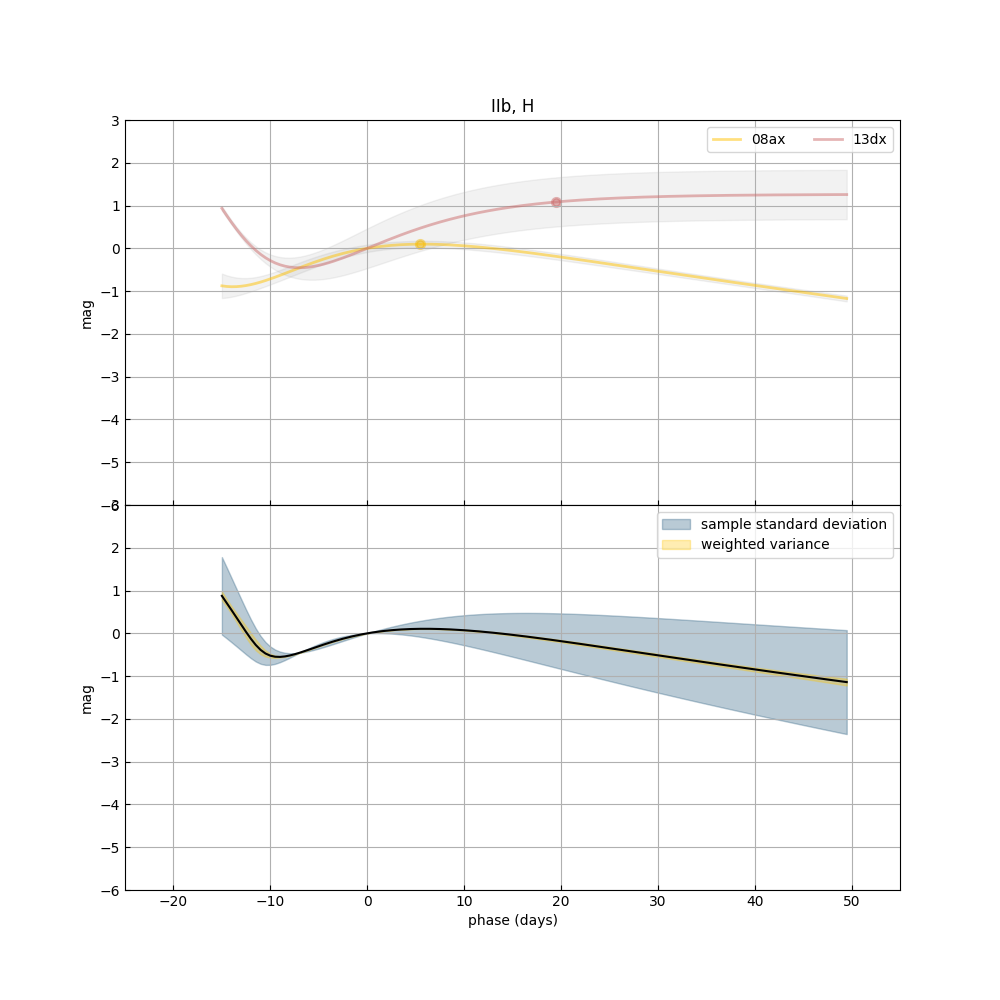 IIb, H
08ax 13dx
3
2
1
0
−1
−2
−3
−4
−5
mag
sample standard deviation
weighted variance
2
1
0
−1
−2
−3
−4
−5
−6
mag
−20 −10 0 10 20 30 40 50
phase (days)